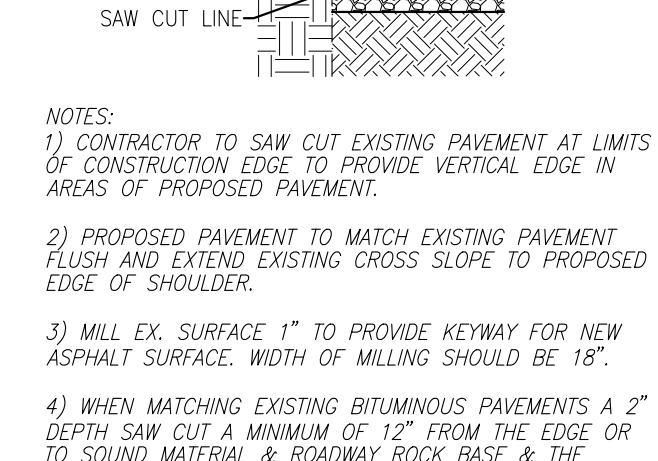 SAW CUT LINE
NOTES:
1) CONTRACTOR TO SAW CUT EXISTING PAVEMENT AT LIMITS
OF CONSTRUCTION EDGE TO PROVIDE VERTICAL EDGE IN
AREAS OF PROPOSED PAVEMENT.
2) PROPOSED PAVEMENT TO MATCH EXISTING PAVEMENT
FLUSH AND EXTEND EXISTING CROSS SLOPE TO PROPOSED
EDGE OF SHOULDER.
3) MILL EX. SURFACE 1" TO PROVIDE KEYWAY FOR NEW
ASPHALT SURFACE. WIDTH OF MILLING SHOULD BE 18".
4) WHEN MATCHING EXISTING BITUMINOUS PAVEMENTS A 2"
DEPTH SAW CUT A MINIMUM OF 12" FROM THE EDGE OR
TO SOUND MATERIAL & ROADWAY ROCK BASE & THE